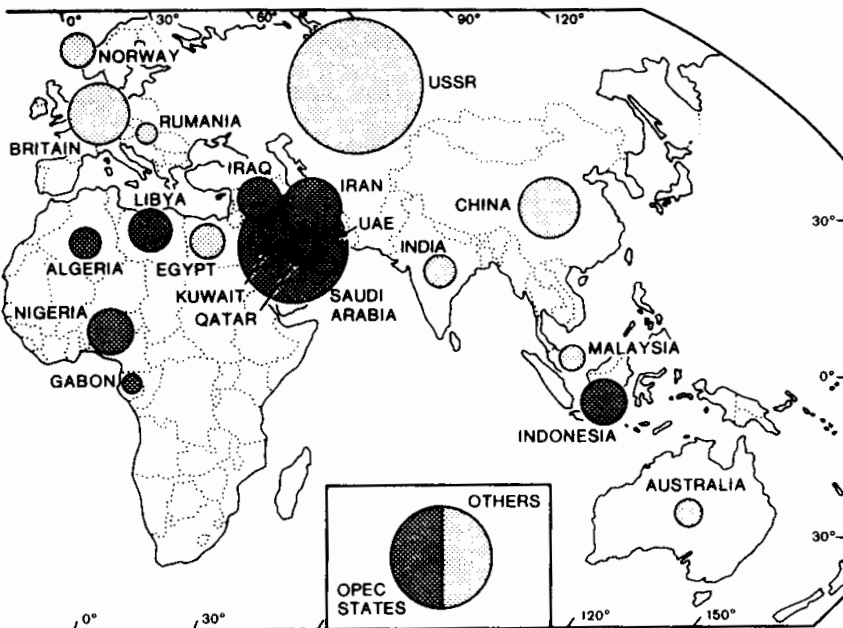 0° 30° 60° 90° 120°
NORWAY
USSR
RUMANIA
BRITAIN
IRAQ
IRAN
LIBYA
CHINA
UAE
30°
INDIA
ALGERIA
EGYPT
KUWAIT
SAUDI
ARABIA
QATAR
NIGERIA
MALAYSIA
GABON
0°
INDONESIA
AUSTRALIA
OTHERS
30°
OPEC
STATES
0° 30° 120° 150°